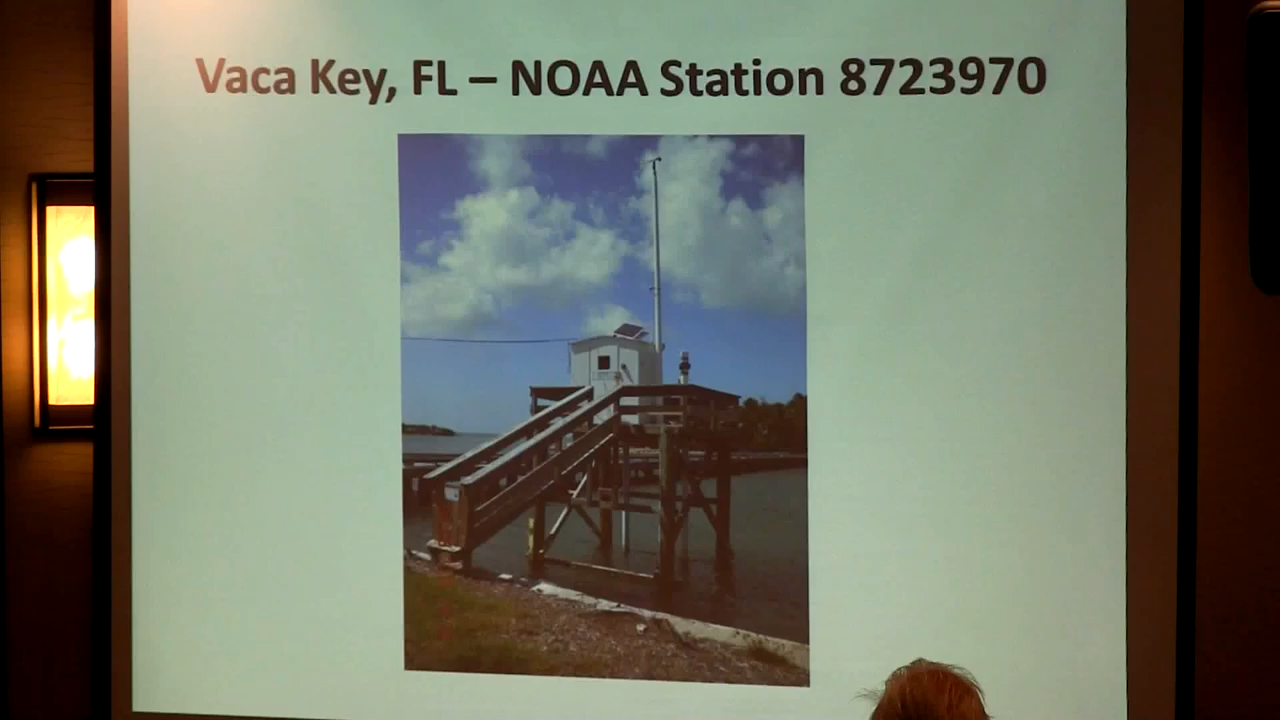 Vaca Key, FL – NOAA Station 8723970